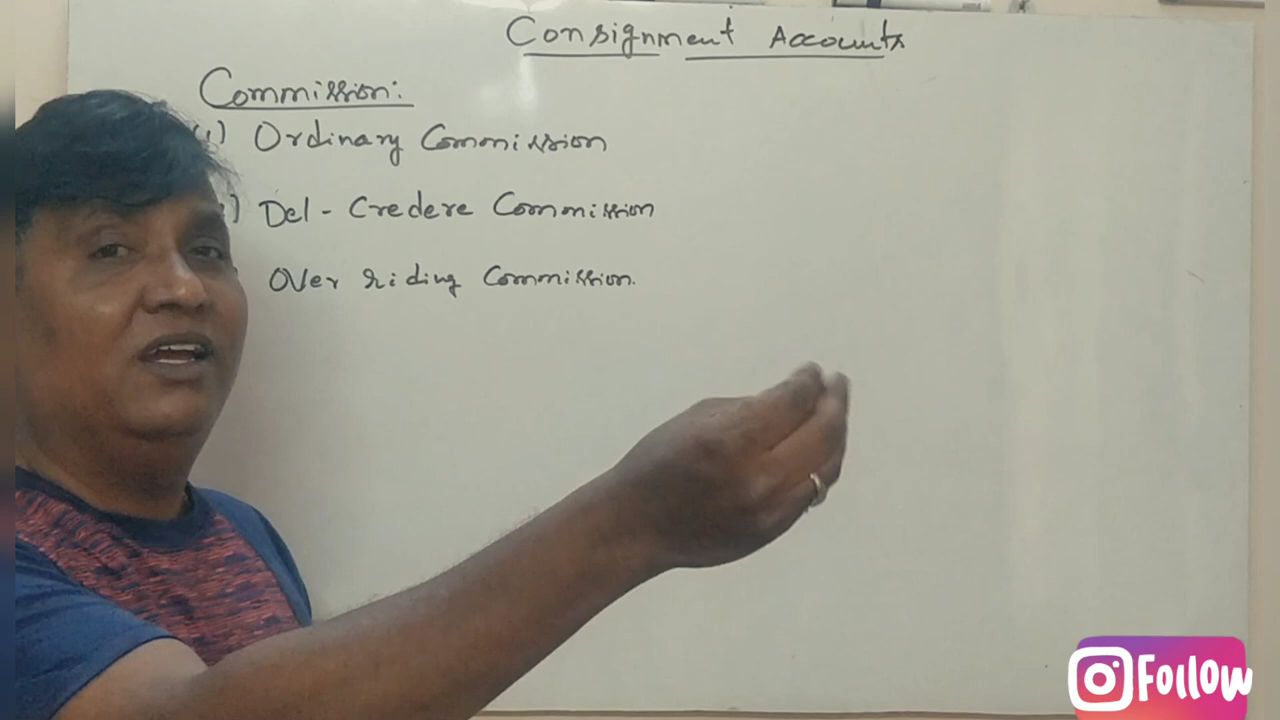 Consignment Accounts
Commission:
(i) Ordinary Commission
) Del - Credere Commission
Over riding Commission.
Follow